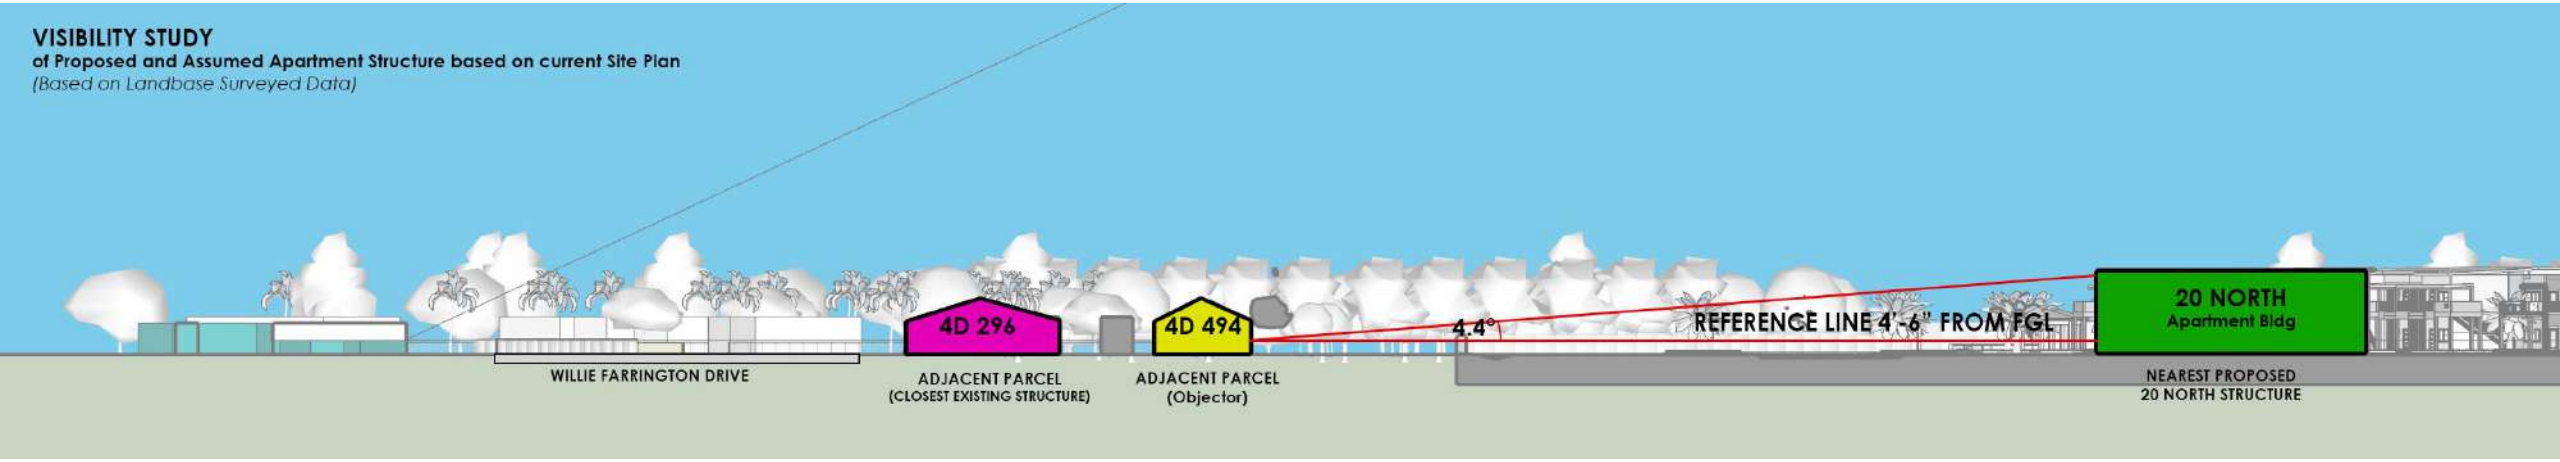 VISIBILITY STUDY
of Proposed and Assumed Apartment Structure based on current Site Plan
(Based on Landbase Surveyed Data)
4D 296
4D 494
4.4°
REFERENCE LINE 4'-6" FROM FGL
20 NORTH
Apartment Bldg
WILLIE FARRINGTON DRIVE
ADJACENT PARCEL
(CLOSEST EXISTING STRUCTURE)
ADJACENT PARCEL
(Objector)
NEAREST PROPOSED
20 NORTH STRUCTURE